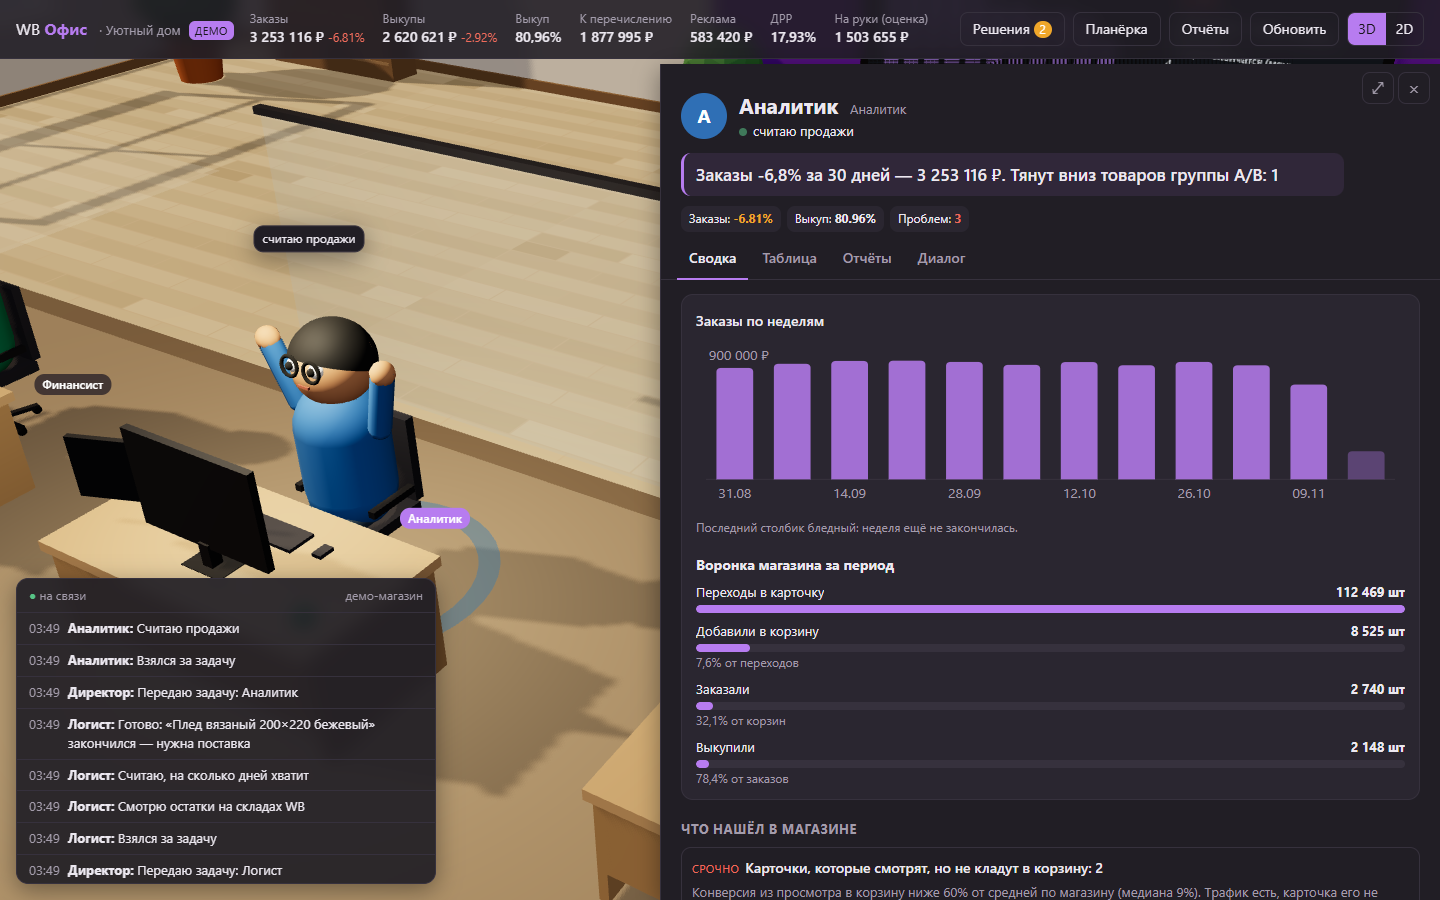 WB Офис · Уютный дом ДЕМО
Заказы
3 253 116 ₽ -6.81%
Выкупы
2 620 621 ₽ -2.92%
Выкуп
80,96%
К перечислению
1 877 995 ₽
Реклама
583 420 ₽
ДРР
17,93%
На руки (оценка)
1 503 655 ₽
Решения 2
Планёрка
Отчёты
Обновить
3D 2D
считаю продажи
Финансист
Аналитик
на связи
демо-магазин
03:49 Аналитик: Считаю продажи
03:49 Аналитик: Взялся за задачу
03:49 Директор: Передаю задачу: Аналитик
03:49 Логист: Готово: «Плед вязаный 200×220 бежевый»
закончился — нужна поставка
03:49 Логист: Считаю, на сколько дней хватит
03:49 Логист: Смотрю остатки на складах WB
03:49 Логист: Взялся за задачу
03:49 Директор: Передаю задачу: Логист
А
Аналитик Аналитик
считаю продажи
Заказы -6,8% за 30 дней — 3 253 116 ₽. Тянут вниз товаров группы A/B: 1
Заказы: -6.81%
Выкуп: 80.96%
Проблем: 3
Сводка
Таблица
Отчёты
Диалог
Заказы по неделям
900 000 ₽
31.08 14.09 28.09 12.10 26.10 09.11
Последний столбик бледный: неделя ещё не закончилась.
Воронка магазина за период
Переходы в карточку 112 469 шт
Добавили в корзину 8 525 шт
7,6% от переходов
Заказали 2 740 шт
32,1% от корзин
Выкупили 2 148 шт
78,4% от заказов
ЧТО НАШЁЛ В МАГАЗИНЕ
СРОЧНО Карточки, которые смотрят, но не кладут в корзину: 2
Конверсия из просмотра в корзину ниже 60% от средней по магазину (медиана 9%). Трафик есть, карточка его не